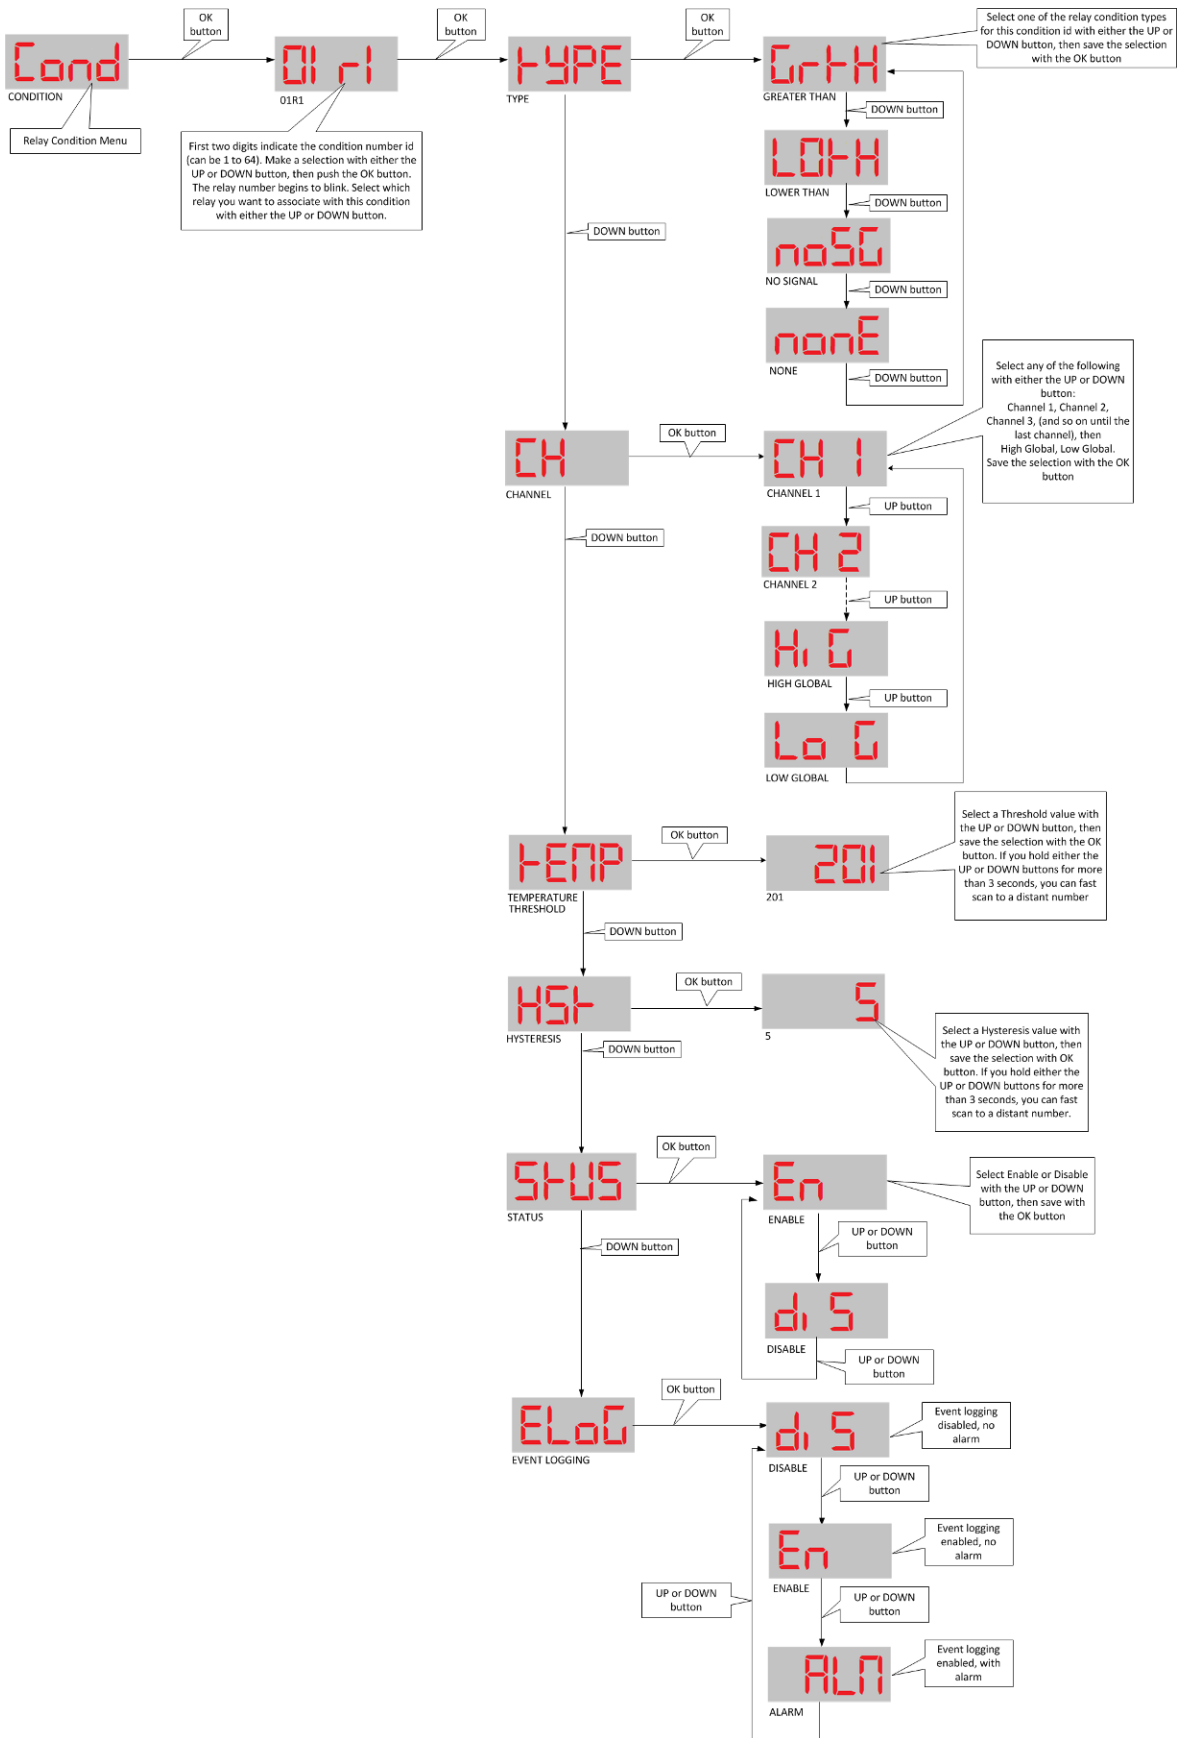 OK
button
OK
button
OK
button
Select one of the relay condition types
for this condition id with either the UP or
DOWN button, then save the selection
with the OK button
Cond
01 r1
tYPE
GrtH
CONDITION
01R1
TYPE
GREATER THAN
Relay Condition Menu
First two digits indicate the condition number id
(can be 1 to 64). Make a selection with either the
UP or DOWN button, then push the OK button.
The relay number begins to blink. Select which
relay you want to associate with this condition
with either the UP or DOWN button.
DOWN button
LOtH
LOWER THAN
DOWN button
DOWN button
noSG
NO SIGNAL
DOWN button
nonE
NONE
DOWN button
Select any of the following
with either the UP or DOWN
button:
Channel 1, Channel 2,
Channel 3, (and so on until the
last channel), then
High Global, Low Global.
Save the selection with the OK
button
CH
CHANNEL
OK button
CH 1
CHANNEL 1
UP button
DOWN button
CH 2
CHANNEL 2
UP button
Hi G
HIGH GLOBAL
UP button
Lo G
LOW GLOBAL
tEMP
TEMPERATURE
THRESHOLD
OK button
201
201
Select a Threshold value with
the UP or DOWN button, then
save the selection with the OK
button. If you hold either the
UP or DOWN buttons for more
than 3 seconds, you can fast
scan to a distant number
DOWN button
HSt
HYSTERESIS
OK button
5
5
Select a Hysteresis value with
the UP or DOWN button, then
save the selection with OK
button. If you hold either the
UP or DOWN buttons for more
than 3 seconds, you can fast
scan to a distant number.
DOWN button
StUS
STATUS
OK button
En
ENABLE
Select Enable or Disable
with the UP or DOWN
button, then save with
the OK button
UP or DOWN
button
DOWN button
di S
DISABLE
UP or DOWN
button
ELoG
EVENT LOGGING
OK button
di S
DISABLE
Event logging
disabled, no
alarm
UP or DOWN
button
En
ENABLE
Event logging
enabled, no
alarm
UP or DOWN
button
UP or DOWN
button
ALM
ALARM
Event logging
enabled, with
alarm